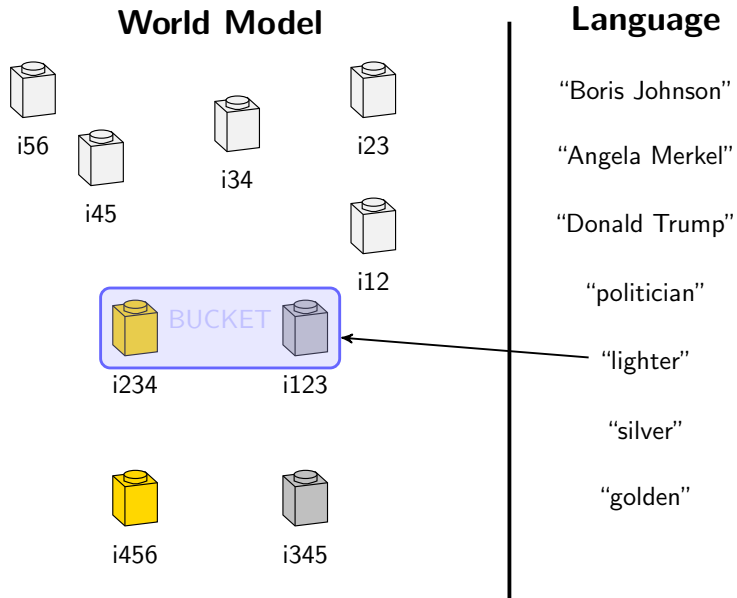 World Model
Language
i56
i45
i34
i23
i12
BUCKET
i234
i123
i456
i345
“Boris Johnson”
“Angela Merkel”
“Donald Trump”
“politician”
“lighter”
“silver”
“golden”